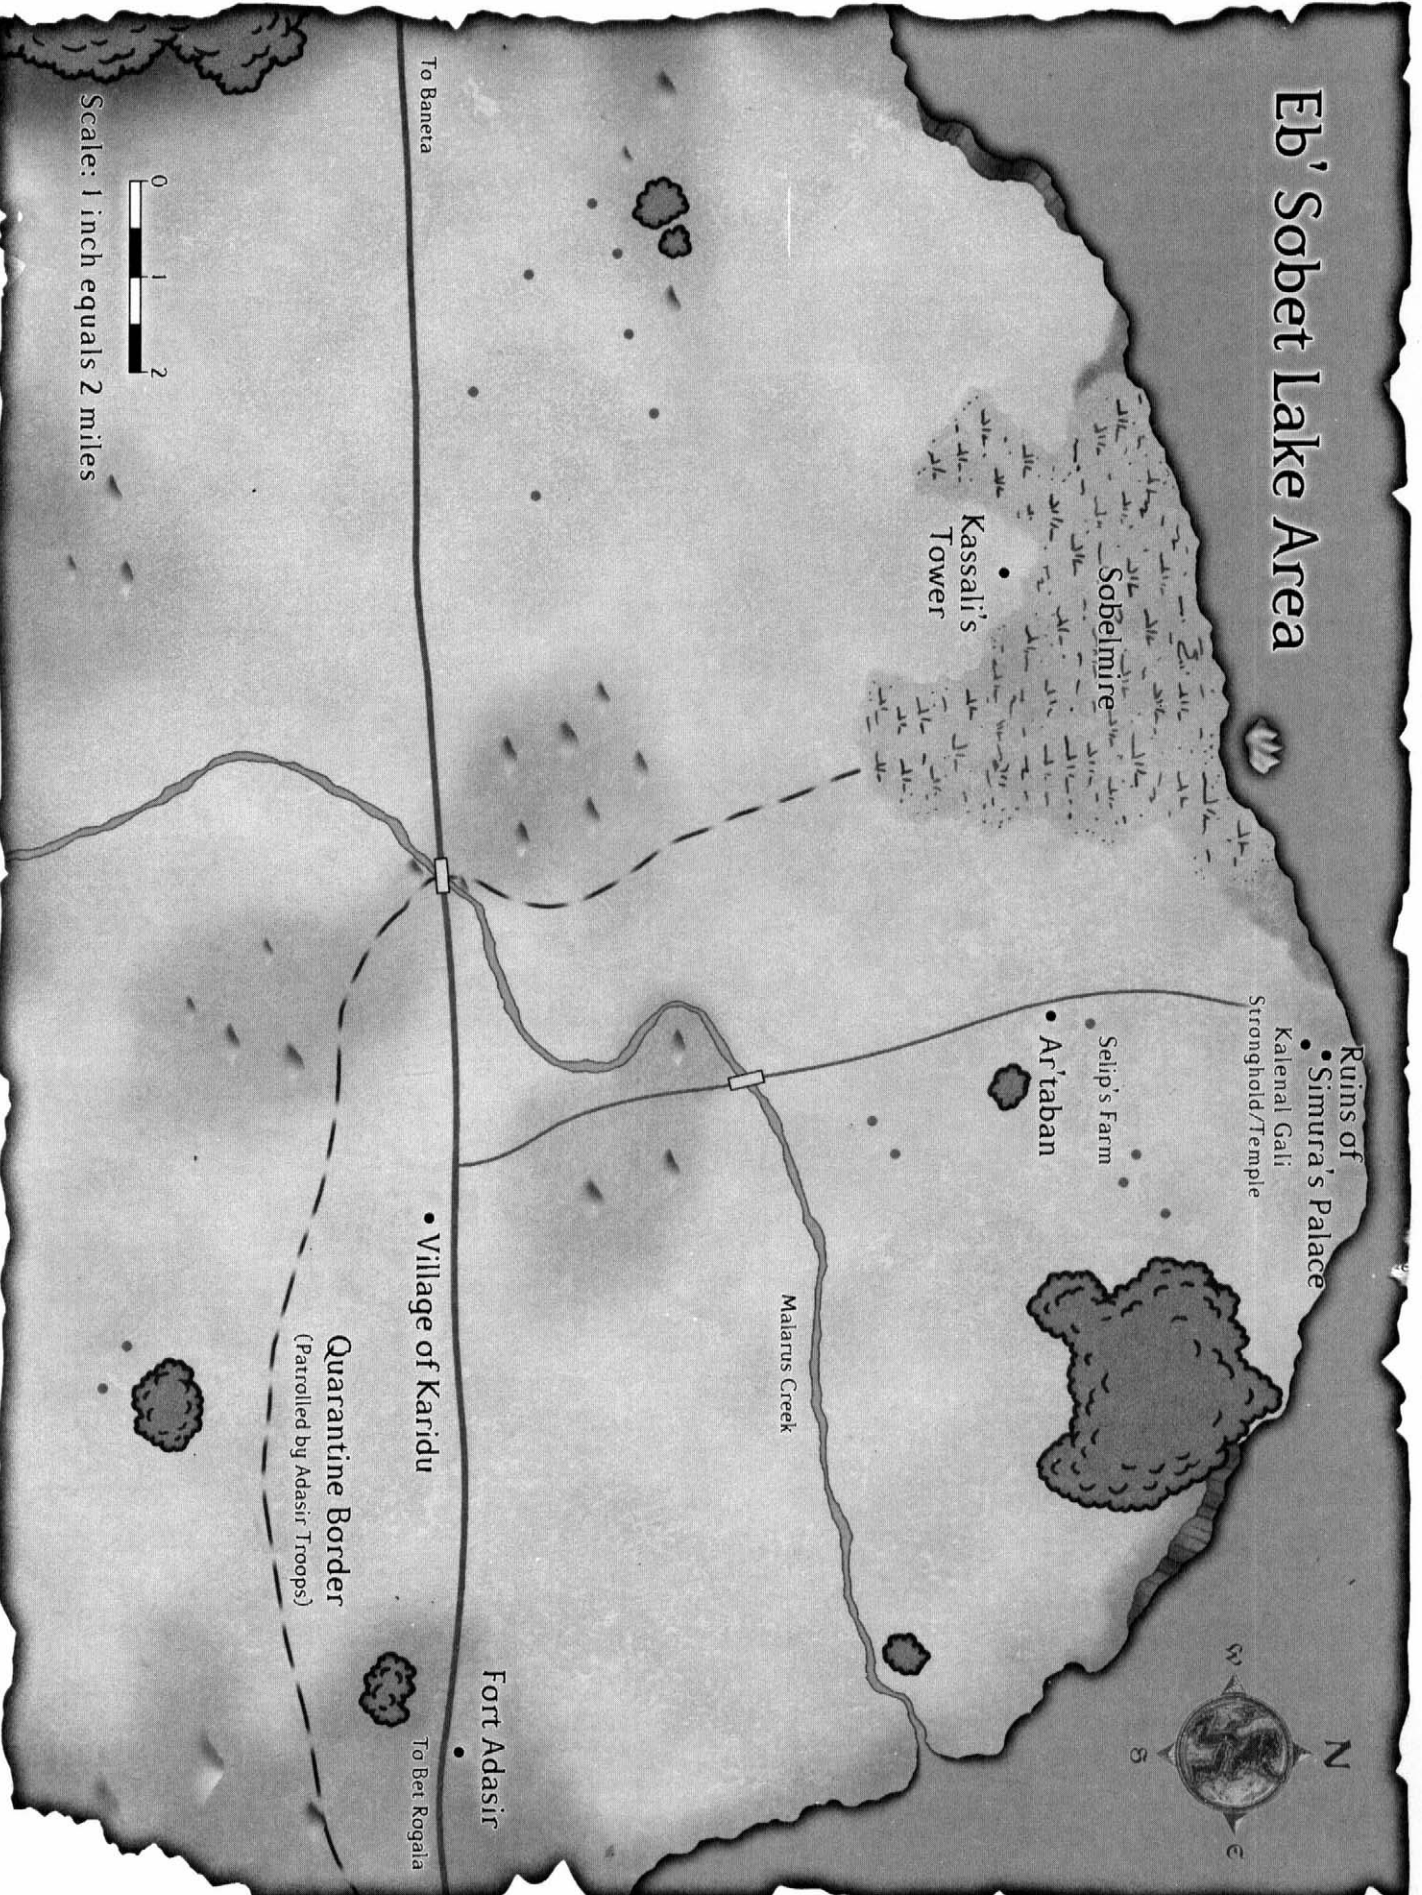 Eb' Sobet Lake Area
Ruins of
Simura's Palace
Kalenal Gali
Stronghold/Temple
N
W
E
S
Sobelmire
Kassali's
Tower
Selip's Farm
Ar'taban
Malarus Creek
To Baneta
Village of Karidu
Fort Adasir
To Bet Rogala
Quarantine Border
(Patrolled by Adasir Troops)
0 1 2
Scale: 1 inch equals 2 miles